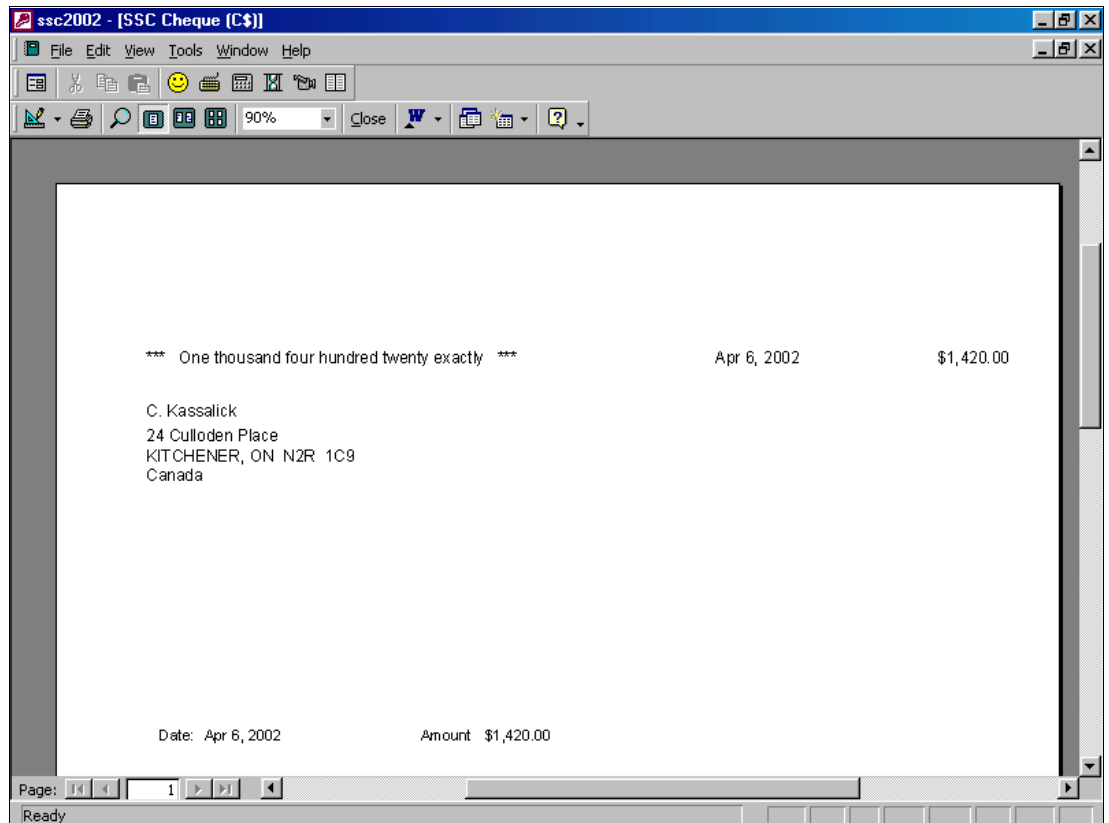 ssc2002 - [SSC Cheque (C$)]
File Edit View Tools Window Help
90% Close W
*** One thousand four hundred twenty exactly *** Apr 6, 2002 $1,420.00
C. Kassalick
24 Culloden Place
KITCHENER, ON N2R 1C9
Canada
Date: Apr 6, 2002 Amount $1,420.00
Page: 1
Ready